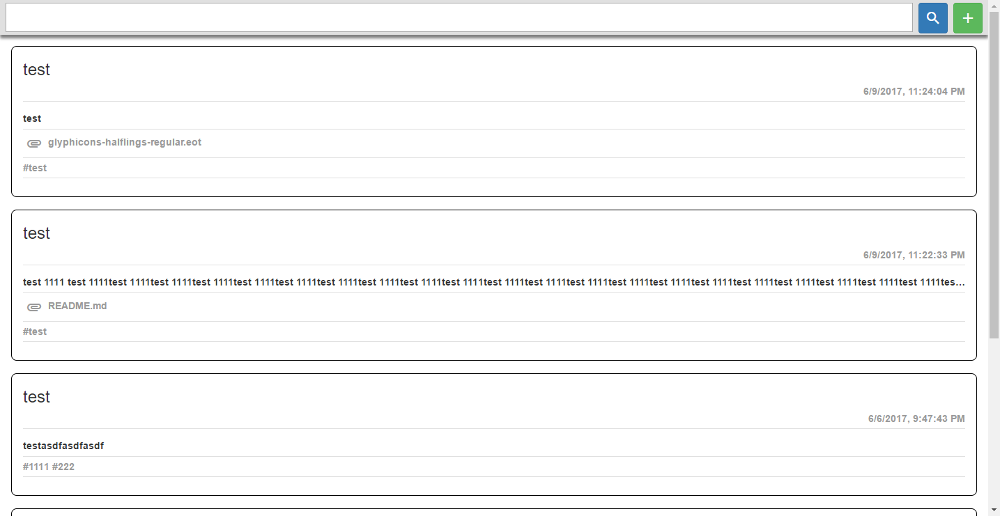 test
6/9/2017, 11:24:04 PM
test
glyphicons-halflings-regular.eot
#test
test
6/9/2017, 11:22:33 PM
test 1111 test 1111test 1111test 1111test 1111test 1111test 1111test 1111test 1111test 1111test 1111test 1111test 1111test 1111test 1111test 1111test 1111test 1111test 1111test 1111test 1111test 1111tes...
README.md
#test
test
6/6/2017, 9:47:43 PM
testasdfasdfasdf
#1111 #222